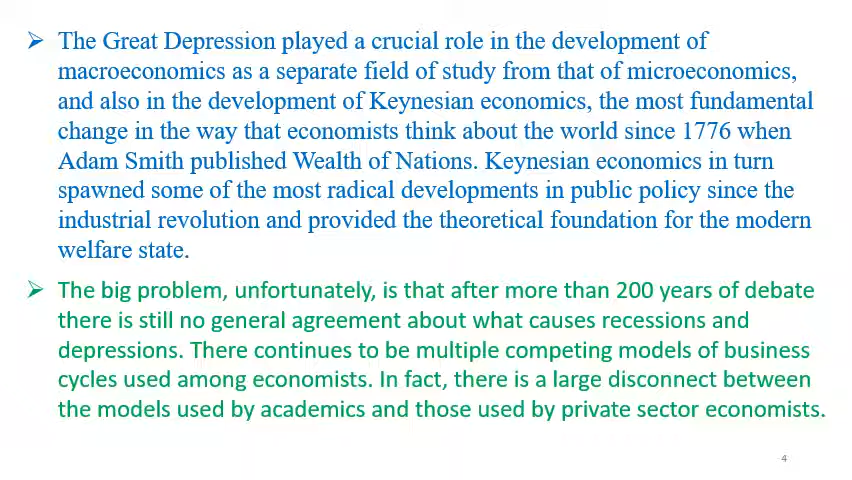 ➢ The Great Depression played a crucial role in the development of
macroeconomics as a separate field of study from that of microeconomics,
and also in the development of Keynesian economics, the most fundamental
change in the way that economists think about the world since 1776 when
Adam Smith published Wealth of Nations. Keynesian economics in turn
spawned some of the most radical developments in public policy since the
industrial revolution and provided the theoretical foundation for the modern
welfare state.
➢ The big problem, unfortunately, is that after more than 200 years of debate
there is still no general agreement about what causes recessions and
depressions. There continues to be multiple competing models of business
cycles used among economists. In fact, there is a large disconnect between
the models used by academics and those used by private sector economists.
4